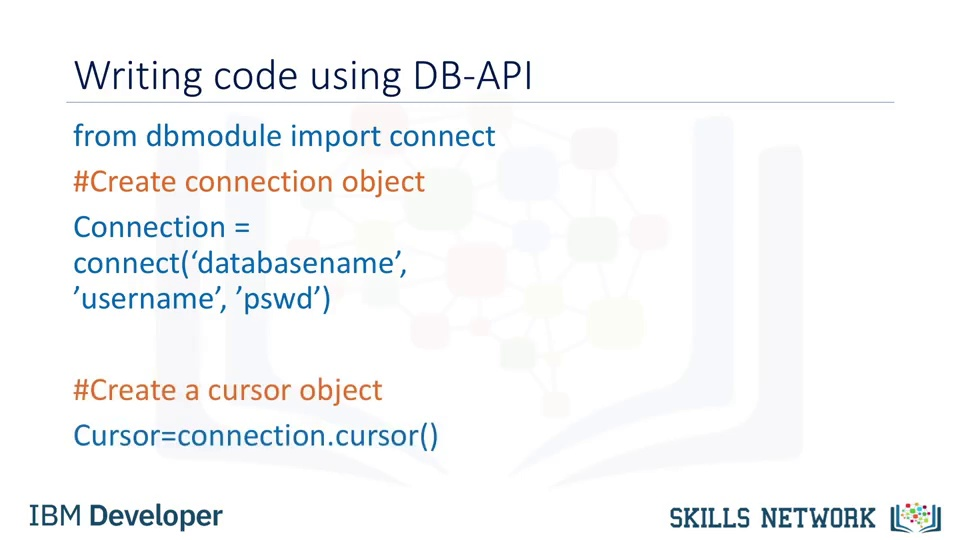 Writing code using DB-API
from dbmodule import connect
#Create connection object
Connection =
connect(‘databasename’,
’username’, ’pswd’)
#Create a cursor object
Cursor=connection.cursor()
IBM Developer
SKILLS NETWORK